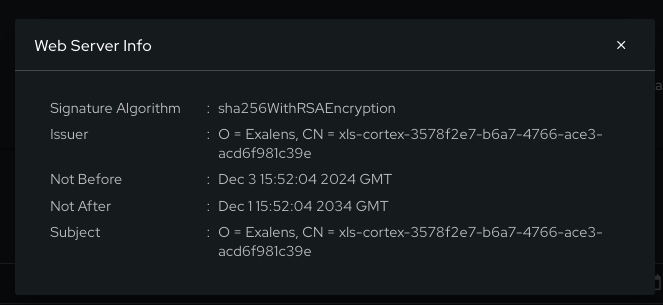 Web Server Info ×
Signature Algorithm : sha256WithRSAEncryption
Issuer : O = Exalens, CN = xls-cortex-3578f2e7-b6a7-4766-ace3-
acd6f981c39e
Not Before : Dec 3 15:52:04 2024 GMT
Not After : Dec 1 15:52:04 2034 GMT
Subject : O = Exalens, CN = xls-cortex-3578f2e7-b6a7-4766-ace3-
acd6f981c39e